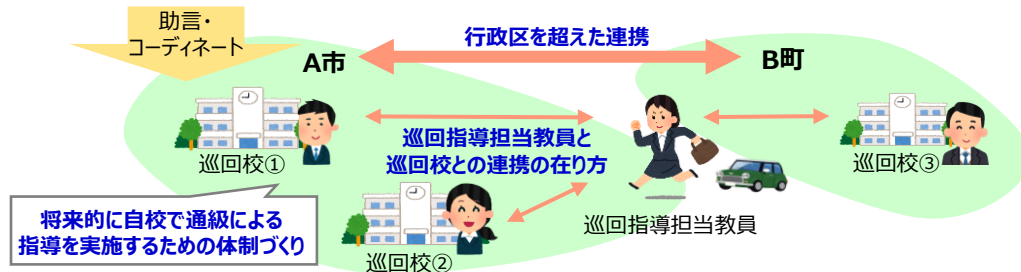 助言・
コーディネート
行政区を超えた連携
A市
B町
巡回校①
巡回指導担当教員と
巡回校との連携の在り方
巡回校③
将来的に自校で通級による
指導を実施するための体制づくり
巡回校②
巡回指導担当教員